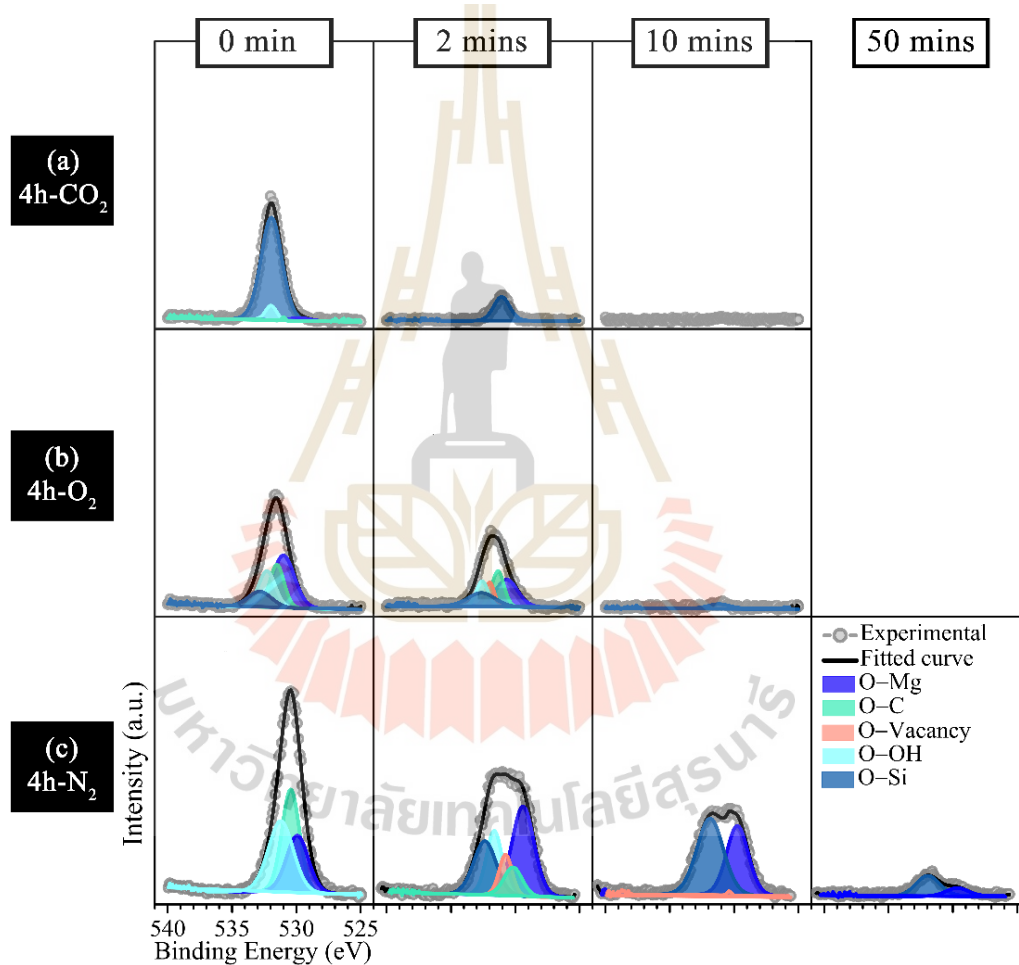 0 min
2 mins
10 mins
50 mins
(a)
4h-CO₂
(b)
4h-O₂
(c)
4h-N₂
Experimental
Fitted curve
O–Mg
O–C
O–Vacancy
O–OH
O–Si
Intensity (a.u.)
540 535 530 525
Binding Energy (eV)
มหาวิทยาลัยเทคโนโลยีสุรนารี